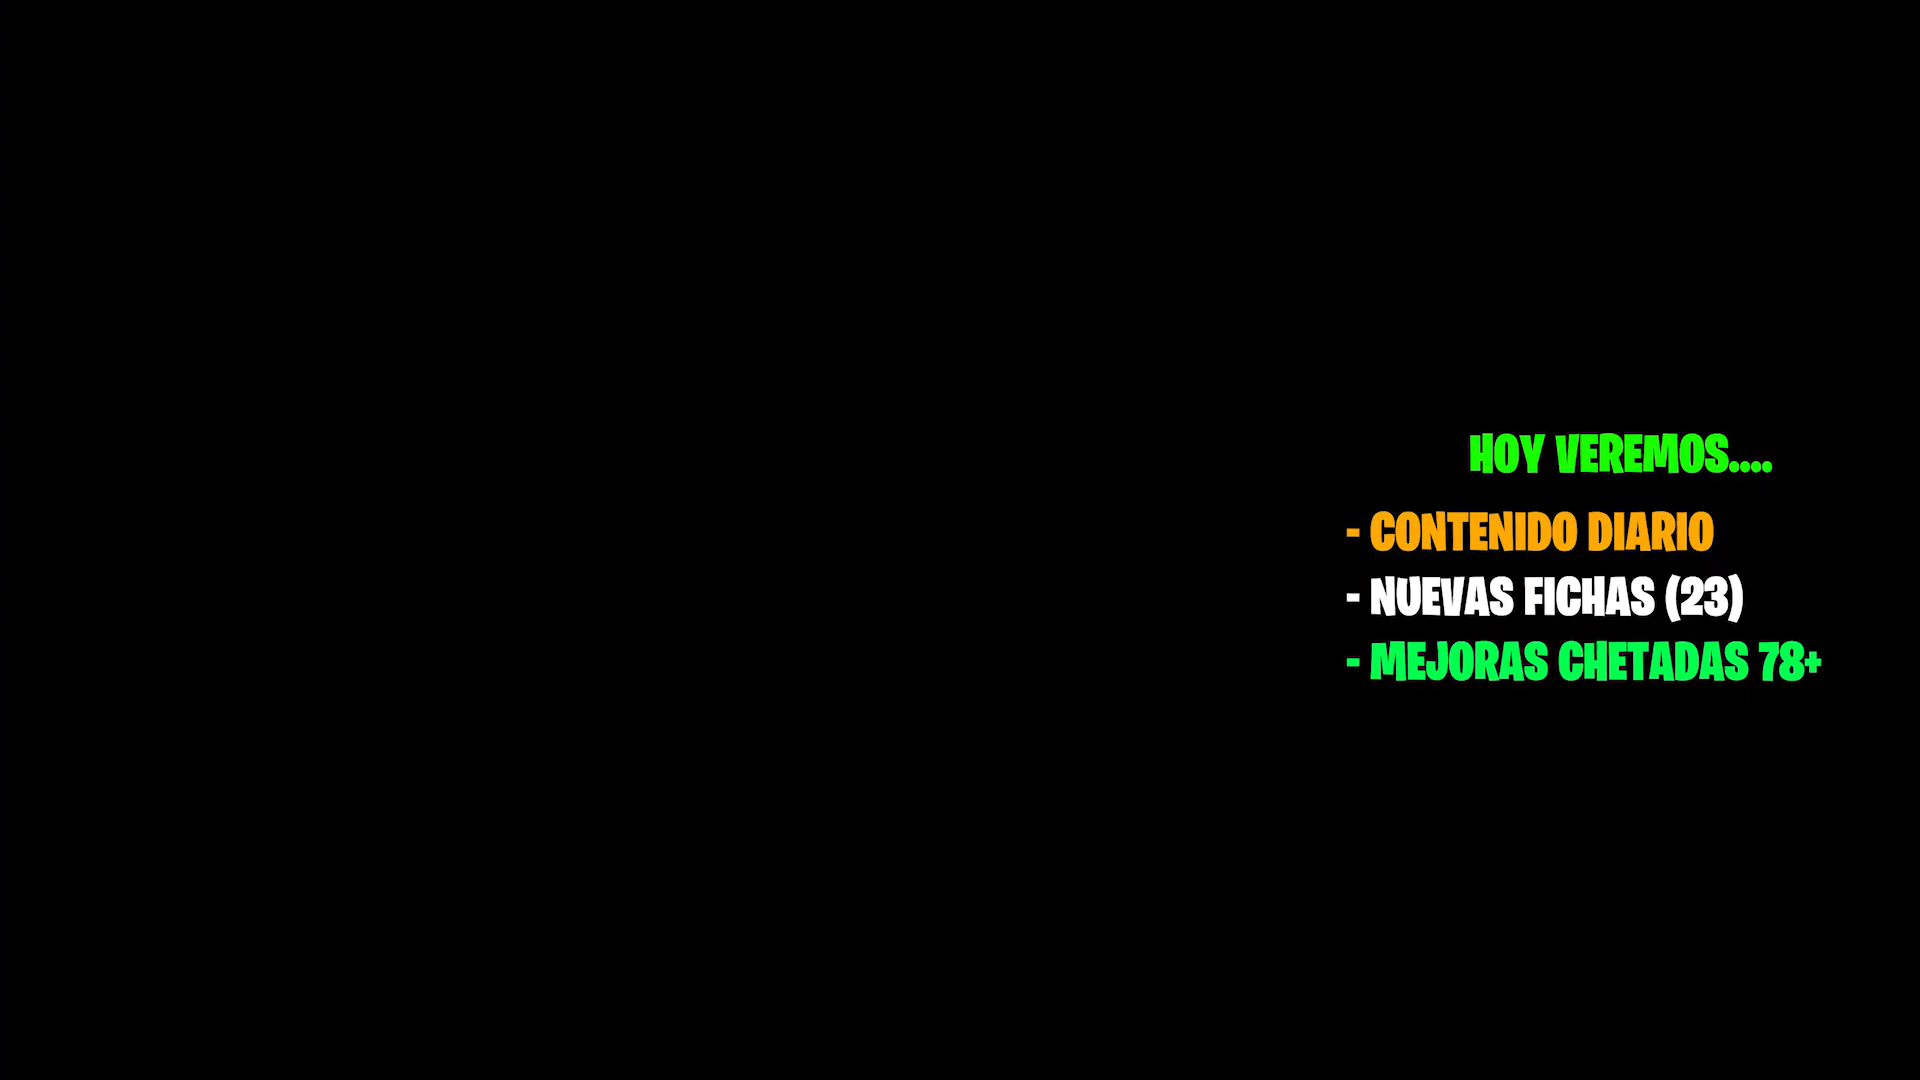 HOY VEREMOS....
- CONTENIDO DIARIO
- NUEVAS FICHAS (23)
- MEJORAS CHETADAS 78+